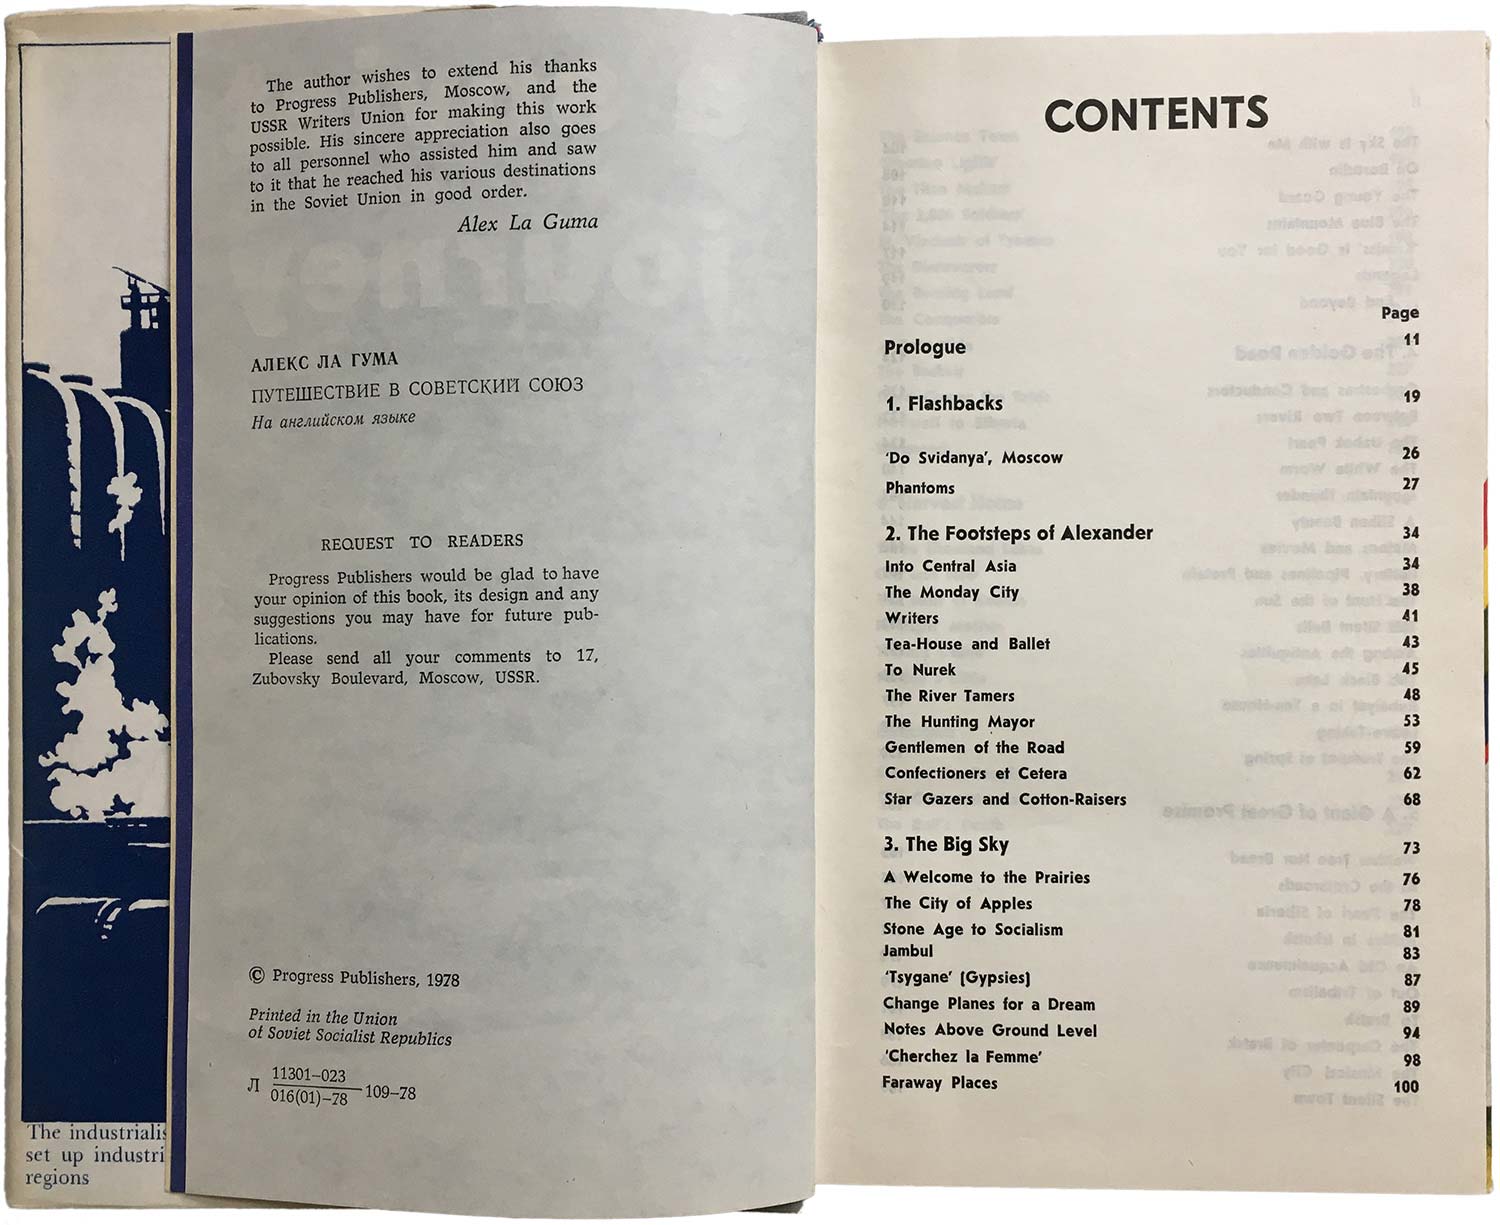 The author wishes to extend his thanks
to Progress Publishers, Moscow, and the
USSR Writers Union for making this work
possible. His sincere appreciation also goes
to all personnel who assisted him and saw
to it that he reached his various destinations
in the Soviet Union in good order.
Alex La Guma
АЛЕКС ЛА ГУМА
ПУТЕШЕСТВИЕ В СОВЕТСКИЙ СОЮЗ
На английском языке
REQUEST TO READERS
Progress Publishers would be glad to have
your opinion of this book, its design and any
suggestions you may have for future pub-
lications.
Please send all your comments to 17,
Zubovsky Boulevard, Moscow, USSR.
© Progress Publishers, 1978
Printed in the Union
of Soviet Socialist Republics
Л 11301–023
016(01)–78 109–78
The industrialis
set up industri
regions
CONTENTS
Page
Prologue 11
1. Flashbacks 19
'Do Svidanya', Moscow 26
Phantoms 27
2. The Footsteps of Alexander 34
Into Central Asia 34
The Monday City 38
Writers 41
Tea-House and Ballet 43
To Nurek 45
The River Tamers 48
The Hunting Mayor 53
Gentlemen of the Road 59
Confectioners et Cetera 62
Star Gazers and Cotton-Raisers 68
3. The Big Sky 73
A Welcome to the Prairies 76
The City of Apples 78
Stone Age to Socialism 81
Jambul 83
'Tsygane' (Gypsies) 87
Change Planes for a Dream 89
Notes Above Ground Level 94
'Cherchez la Femme' 98
Faraway Places 100